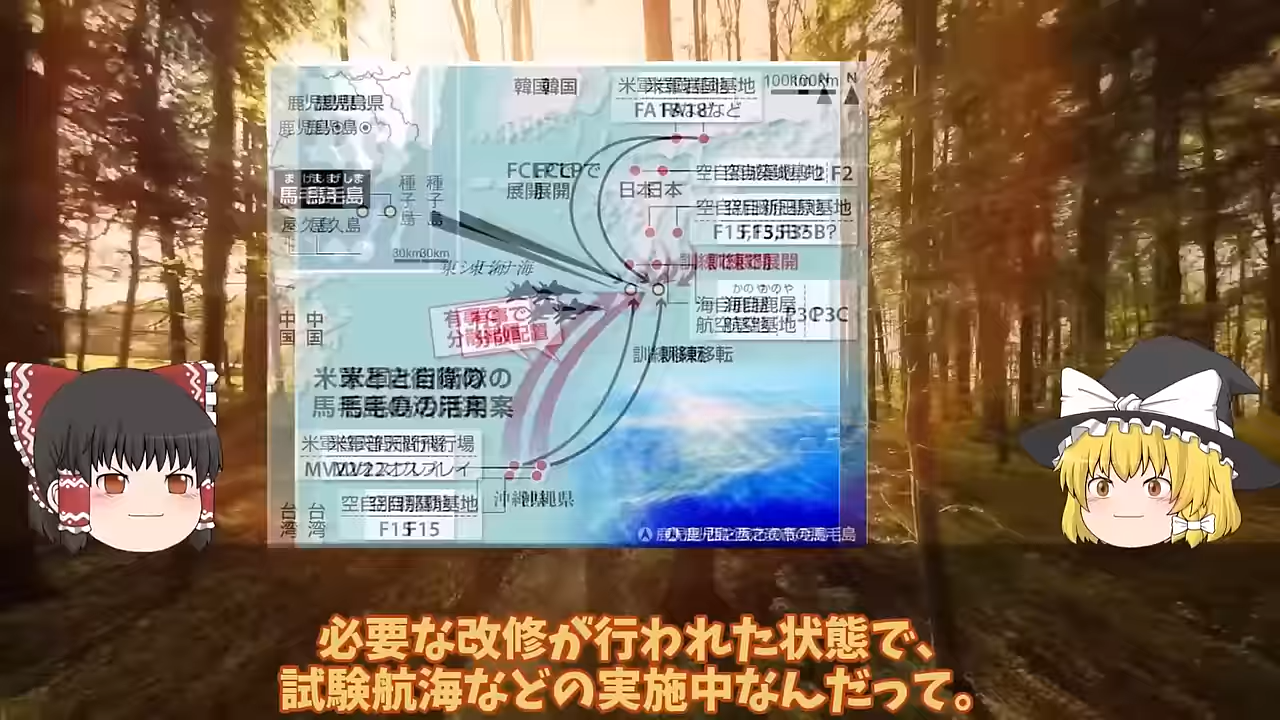 鹿児島県
鹿児島
まげしま
馬毛島
種子島
屋久島
30km
韓国
米軍岩国基地
FA18など
100km N
FCLPで
展開
日本
空自築城基地 F2
空自新田原基地
F15,F35B?
訓練で展開
かのや
海自鹿屋
航空基地
P3C
訓練移転
東シナ海
有事で
分散配置
中国
米軍と自衛隊の
馬毛島の活用案
米軍普天間飛行場
MV22オスプレイ
空自那覇基地
F15
沖縄県
台湾
鹿児島県西之表市の馬毛島
必要な改修が行われた状態で、
試験航海などの実施中なんだって。